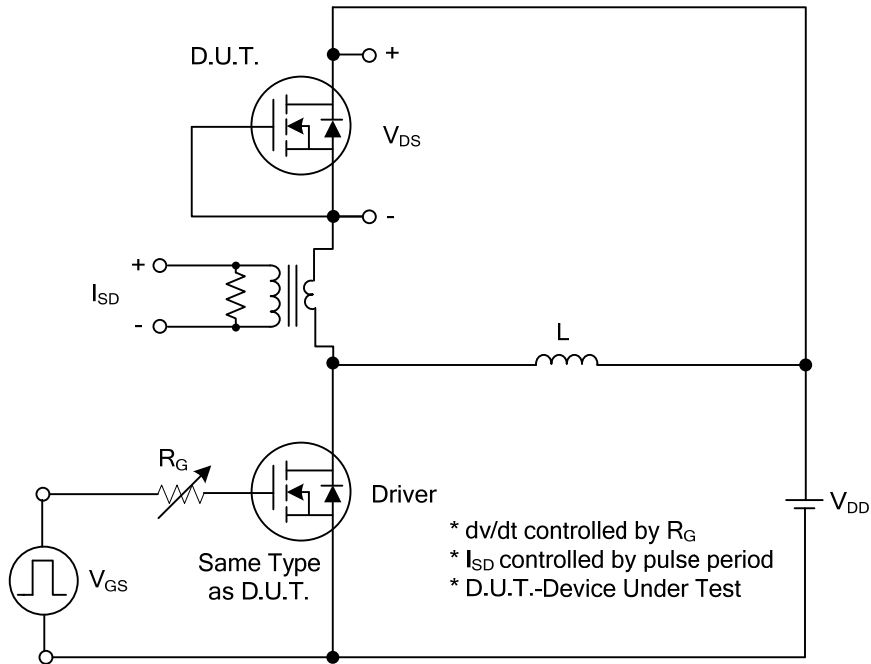 D.U.T.
+
VDS
-
+
ISD
-
L
RG
Driver
VDD
VGS
Same Type
as D.U.T.
* dv/dt controlled by RG
* ISD controlled by pulse period
* D.U.T.-Device Under Test